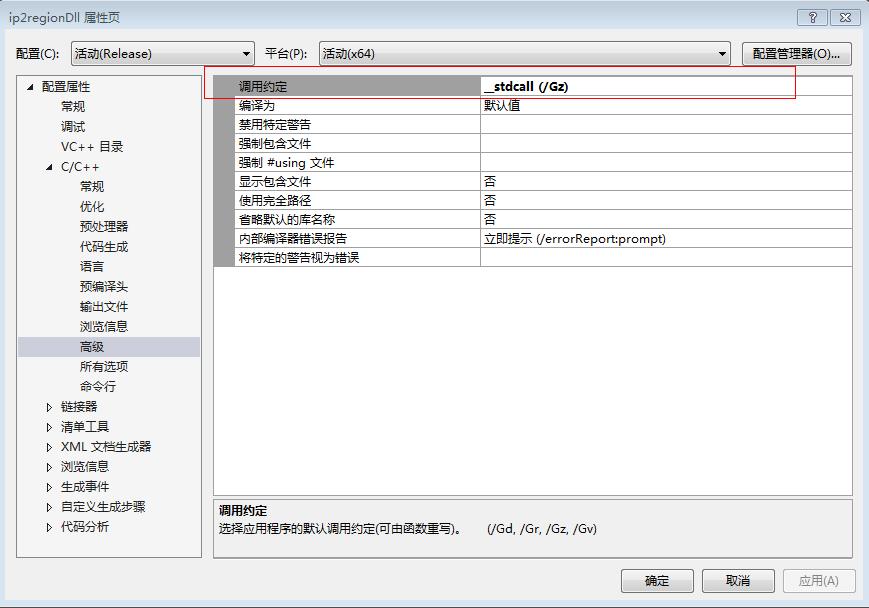 ip2regionDll 属性页
配置(C): 活动(Release) 平台(P): 活动(x64) 配置管理器(O)...
配置属性
常规
调试
VC++ 目录
C/C++
常规
优化
预处理器
代码生成
语言
预编译头
输出文件
浏览信息
高级
所有选项
命令行
链接器
清单工具
XML 文档生成器
浏览信息
生成事件
自定义生成步骤
代码分析
调用约定 __stdcall (/Gz)
编译为 默认值
禁用特定警告
强制包含文件
强制 #using 文件
显示包含文件 否
使用完全路径 否
省略默认的库名称 否
内部编译器错误报告 立即提示 (/errorReport:prompt)
将特定的警告视为错误
调用约定
选择应用程序的默认调用约定(可由函数重写)。 (/Gd, /Gr, /Gz, /Gv)
确定 取消 应用(A)